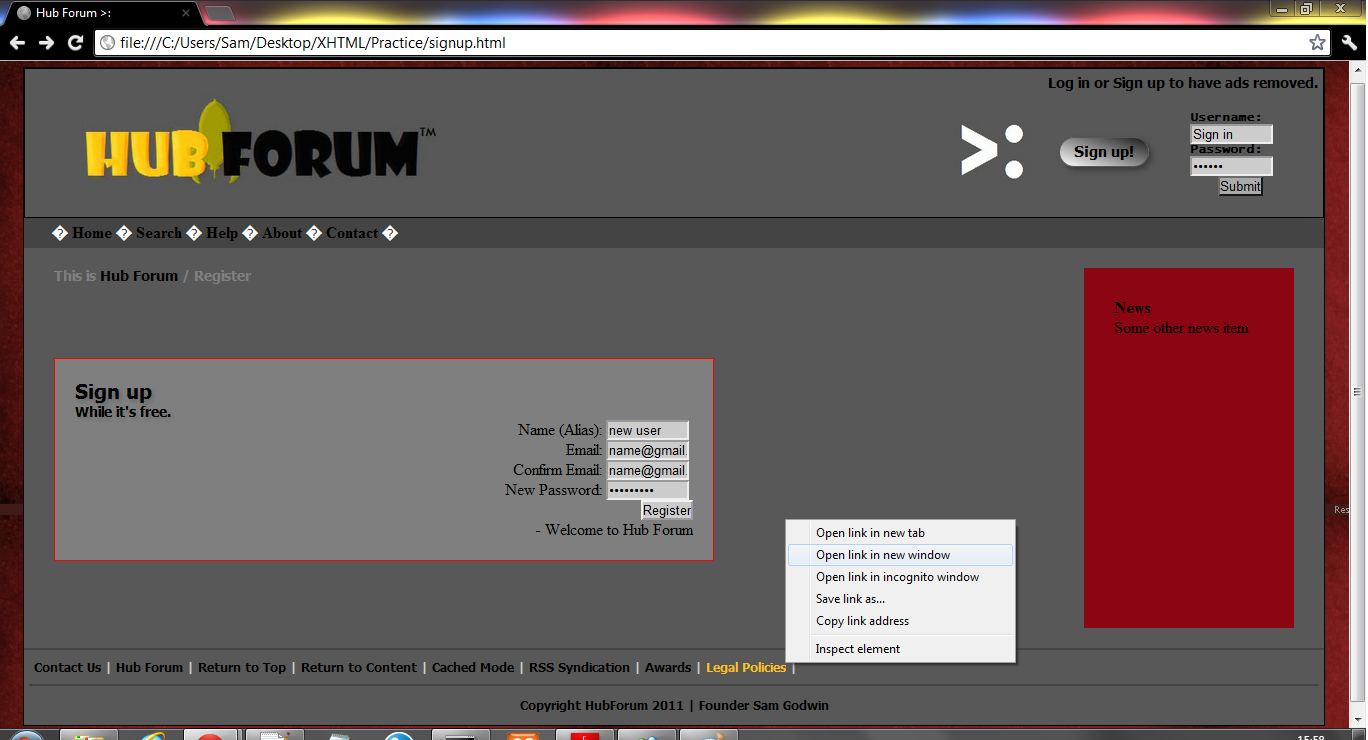 Hub Forum >:
file:///C:/Users/Sam/Desktop/XHTML/Practice/signup.html
Log in or Sign up to have ads removed.
HUB FORUM™
>:
Sign up!
Username:
Sign in
Password:
••••••
Submit
? Home ? Search ? Help ? About ? Contact ?
This is Hub Forum / Register
News
Some other news item
Sign up
While it's free.
Name (Alias): new user
Email: name@gmail.
Confirm Email: name@gmail.
New Password: •••••••••
Register
- Welcome to Hub Forum
Res
Open link in new tab
Open link in new window
Open link in incognito window
Save link as...
Copy link address
Inspect element
Contact Us | Hub Forum | Return to Top | Return to Content | Cached Mode | RSS Syndication | Awards | Legal Policies |
Copyright HubForum 2011 | Founder Sam Godwin
15:58